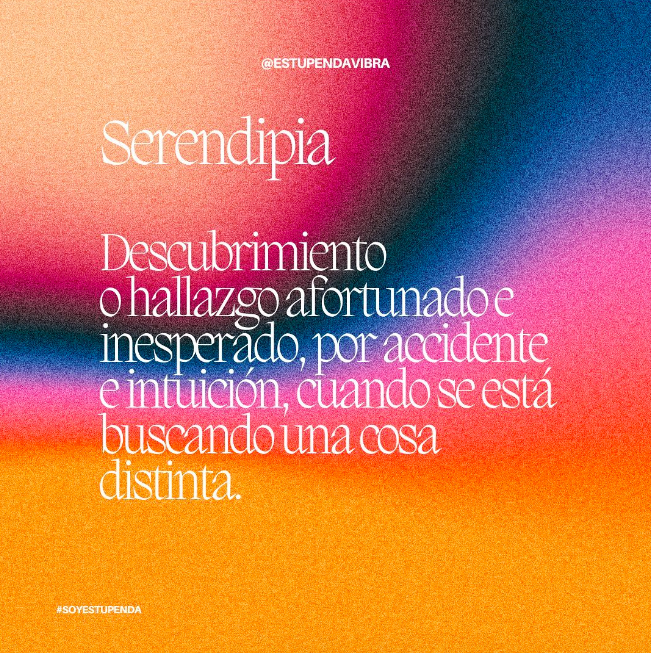 @ESTUPENDAVIBRA
Serendipia
Descubrimiento
o hallazgo afortunado e
inesperado, por accidente
e intuición, cuando se está
buscando una cosa
distinta.
#SOYESTUPENDA